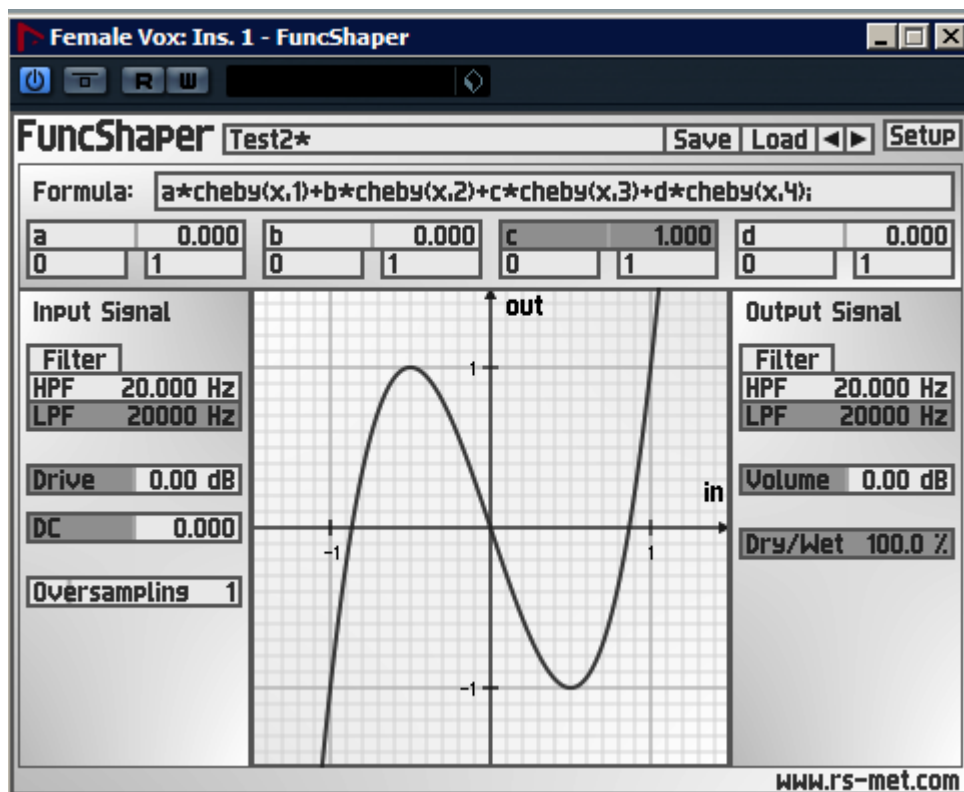 Female Vox: Ins. 1 - FuncShaper
R W
FuncShaper Test2* Save Load Setup
Formula: a*cheby(x,1)+b*cheby(x,2)+c*cheby(x,3)+d*cheby(x,4);
a 0.000 b 0.000 c 1.000 d 0.000
0 1 0 1 0 1 0 1
Input Signal
Filter
HPF 20.000 Hz
LPF 20000 Hz
Drive 0.00 dB
DC 0.000
Oversampling 1
out
1
in
-1 1
-1
Output Signal
Filter
HPF 20.000 Hz
LPF 20000 Hz
Volume 0.00 dB
Dry/Wet 100.0 %
www.rs-met.com